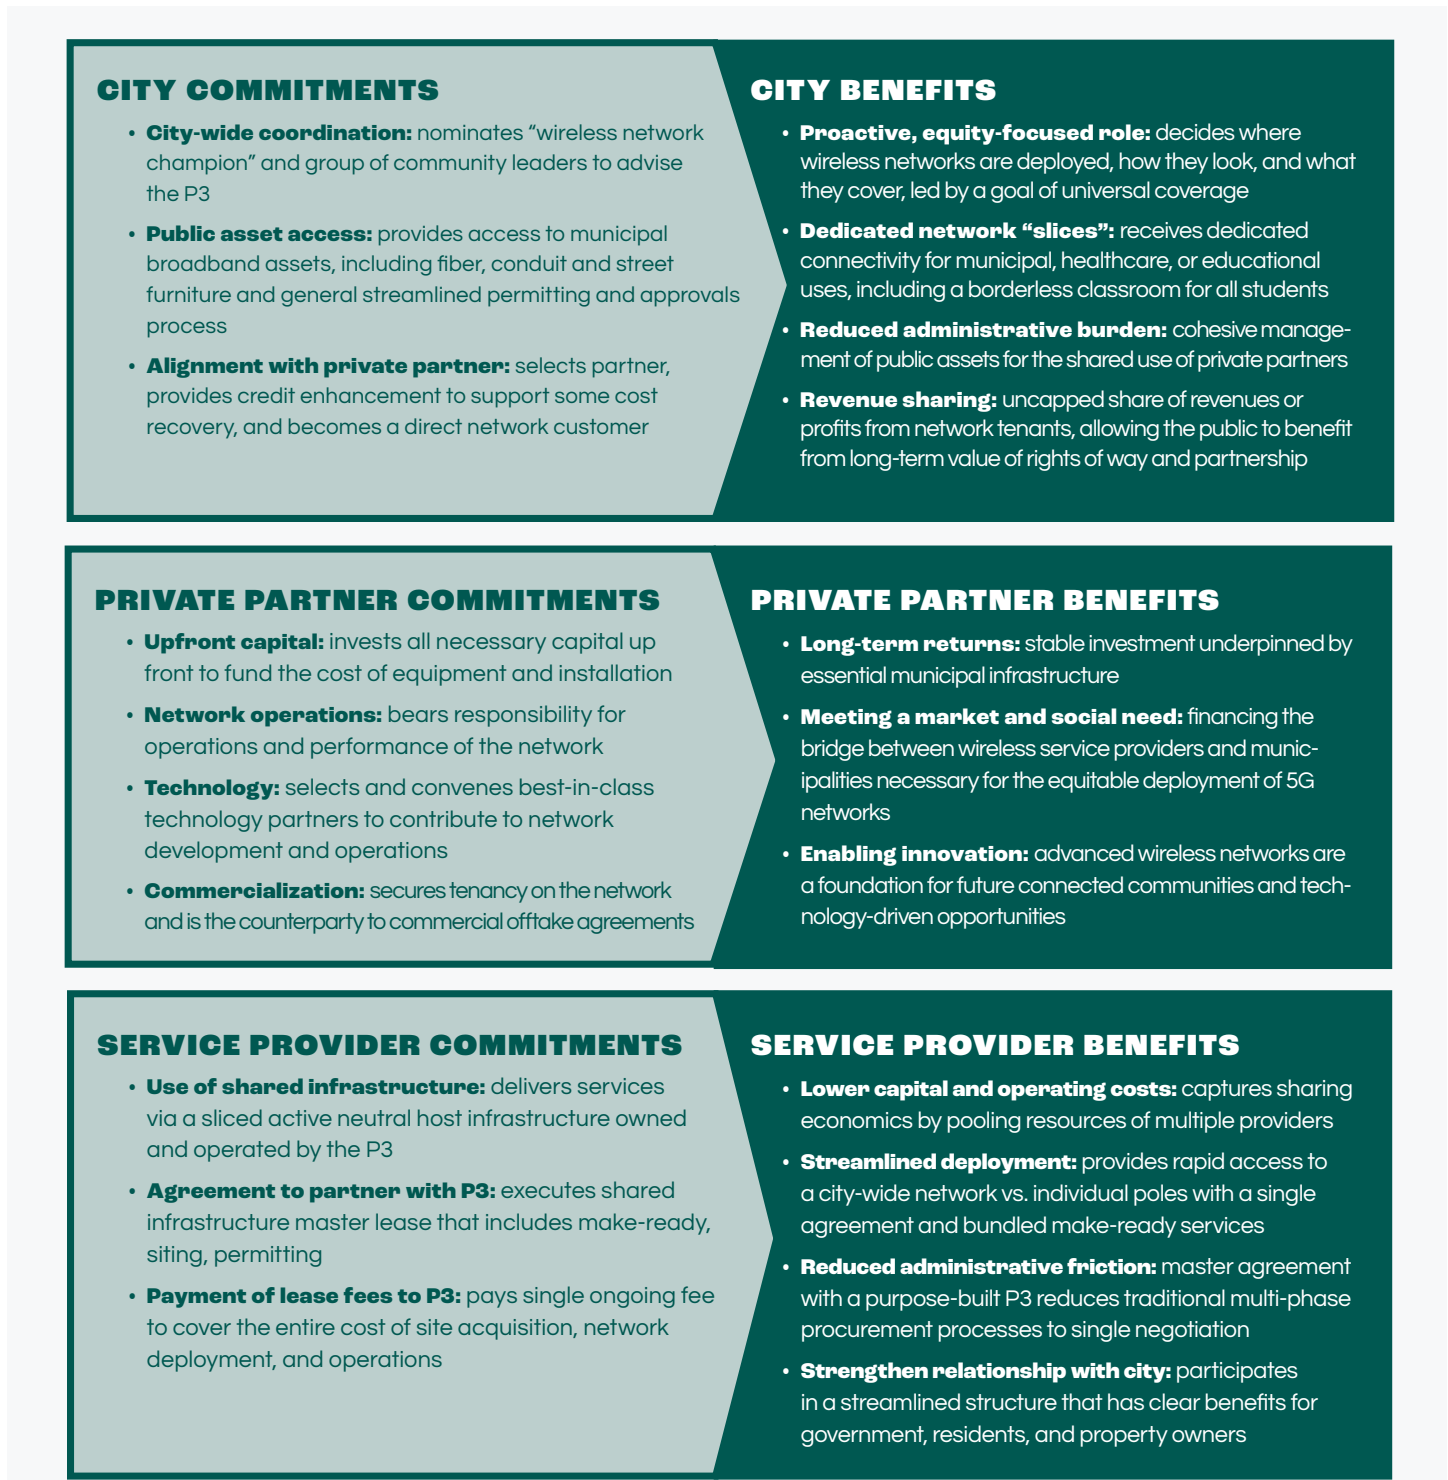 CITY COMMITMENTS
• City-wide coordination: nominates “wireless network
champion” and group of community leaders to advise
the P3
• Public asset access: provides access to municipal
broadband assets, including fiber, conduit and street
furniture and general streamlined permitting and approvals
process
• Alignment with private partner: selects partner,
provides credit enhancement to support some cost
recovery, and becomes a direct network customer
CITY BENEFITS
• Proactive, equity-focused role: decides where
wireless networks are deployed, how they look, and what
they cover, led by a goal of universal coverage
• Dedicated network “slices”: receives dedicated
connectivity for municipal, healthcare, or educational
uses, including a borderless classroom for all students
• Reduced administrative burden: cohesive manage-
ment of public assets for the shared use of private partners
• Revenue sharing: uncapped share of revenues or
profits from network tenants, allowing the public to benefit
from long-term value of rights of way and partnership
PRIVATE PARTNER COMMITMENTS
• Upfront capital: invests all necessary capital up
front to fund the cost of equipment and installation
• Network operations: bears responsibility for
operations and performance of the network
• Technology: selects and convenes best-in-class
technology partners to contribute to network
development and operations
• Commercialization: secures tenancy on the network
and is the counterparty to commercial offtake agreements
PRIVATE PARTNER BENEFITS
• Long-term returns: stable investment underpinned by
essential municipal infrastructure
• Meeting a market and social need: financing the
bridge between wireless service providers and munic-
ipalities necessary for the equitable deployment of 5G
networks
• Enabling innovation: advanced wireless networks are
a foundation for future connected communities and tech-
nology-driven opportunities
SERVICE PROVIDER COMMITMENTS
• Use of shared infrastructure: delivers services
via a sliced active neutral host infrastructure owned
and operated by the P3
• Agreement to partner with P3: executes shared
infrastructure master lease that includes make-ready,
siting, permitting
• Payment of lease fees to P3: pays single ongoing fee
to cover the entire cost of site acquisition, network
deployment, and operations
SERVICE PROVIDER BENEFITS
• Lower capital and operating costs: captures sharing
economics by pooling resources of multiple providers
• Streamlined deployment: provides rapid access to
a city-wide network vs. individual poles with a single
agreement and bundled make-ready services
• Reduced administrative friction: master agreement
with a purpose-built P3 reduces traditional multi-phase
procurement processes to single negotiation
• Strengthen relationship with city: participates
in a streamlined structure that has clear benefits for
government, residents, and property owners